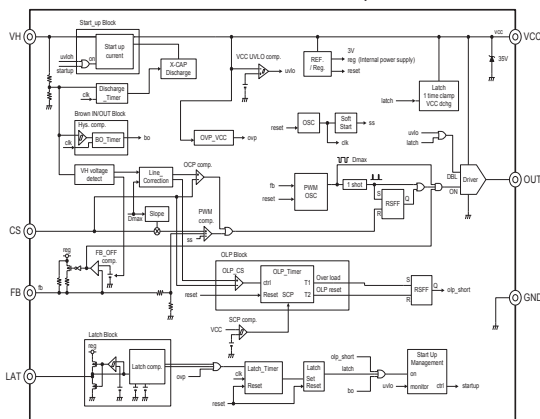 Start_up Block
VH
uvloh
startup
on
Start up
current
X-CAP
Discharge
Discharge
_Timer
clk
Brown IN/OUT Block
Hys. comp.
clk
BO_Timer
bo
VCC UVLO comp.
uvlo
OVP_VCC
ovp
REF.
/ Reg.
3V
reg (Internal power supply)
reset
vcc
VCC
35V
latch
Latch
1 time clamp
VCC dchg
reset
OSC
Soft
Start
ss
clk
uvlo
latch
DBL
ON
Driver
OUT
VH voltage
detect
Line_
Correction
OCP comp.
Dmax
Slope
PWM
comp.
ss
fb
reset
PWM
OSC
Dmax
1 shot
S
R
RSFF
Q
CS
reg
FB_OFF
comp.
FB
fb
OLP Block
OLP_CS
OLP_Timer
ctrl
T1
Over load
reset
Reset
SCP
T2
OLP reset
S
R
RSFF
Q
olp_short
GND
SCP comp.
VCC
Latch Block
reg
LAT
Latch comp.
ovp
clk
Latch_Timer
Reset
reset
Latch
Set
Reset
olp_short
latch
bo
Start Up
Management
on
uvlo
monitor
ctrl
startup